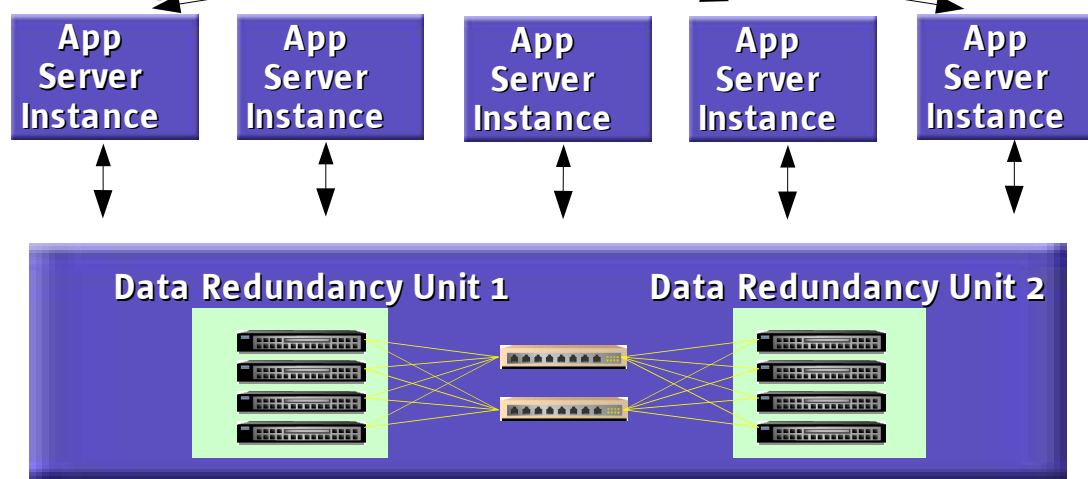 App
Server
Instance
App
Server
Instance
App
Server
Instance
App
Server
Instance
App
Server
Instance
Data Redundancy Unit 1
Data Redundancy Unit 2